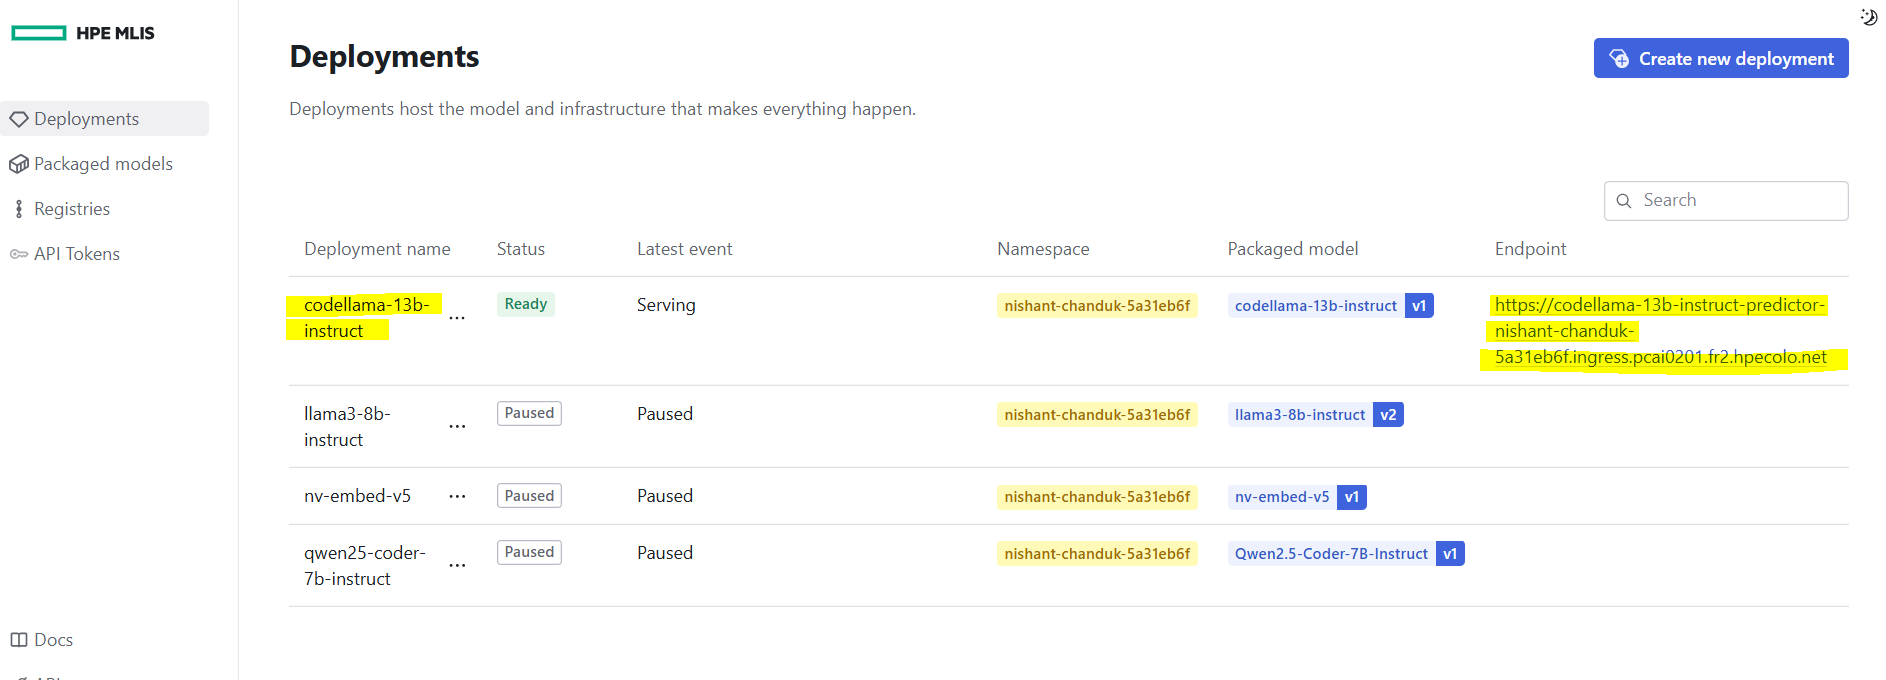 HPE MLIS
Deployments
Packaged models
Registries
API Tokens
Docs
Deployments
Create new deployment
Deployments host the model and infrastructure that makes everything happen.
Search
Deployment name Status Latest event Namespace Packaged model Endpoint
codellama-13b-
instruct
...
Ready
Serving
nishant-chanduk-5a31eb6f
codellama-13b-instruct v1
https://codellama-13b-instruct-predictor-
nishant-chanduk-
5a31eb6f.ingress.pcai0201.fr2.hpecolo.net
llama3-8b-
instruct
...
Paused
Paused
nishant-chanduk-5a31eb6f
llama3-8b-instruct v2
nv-embed-v5
...
Paused
Paused
nishant-chanduk-5a31eb6f
nv-embed-v5 v1
qwen25-coder-
7b-instruct
...
Paused
Paused
nishant-chanduk-5a31eb6f
Qwen2.5-Coder-7B-Instruct v1